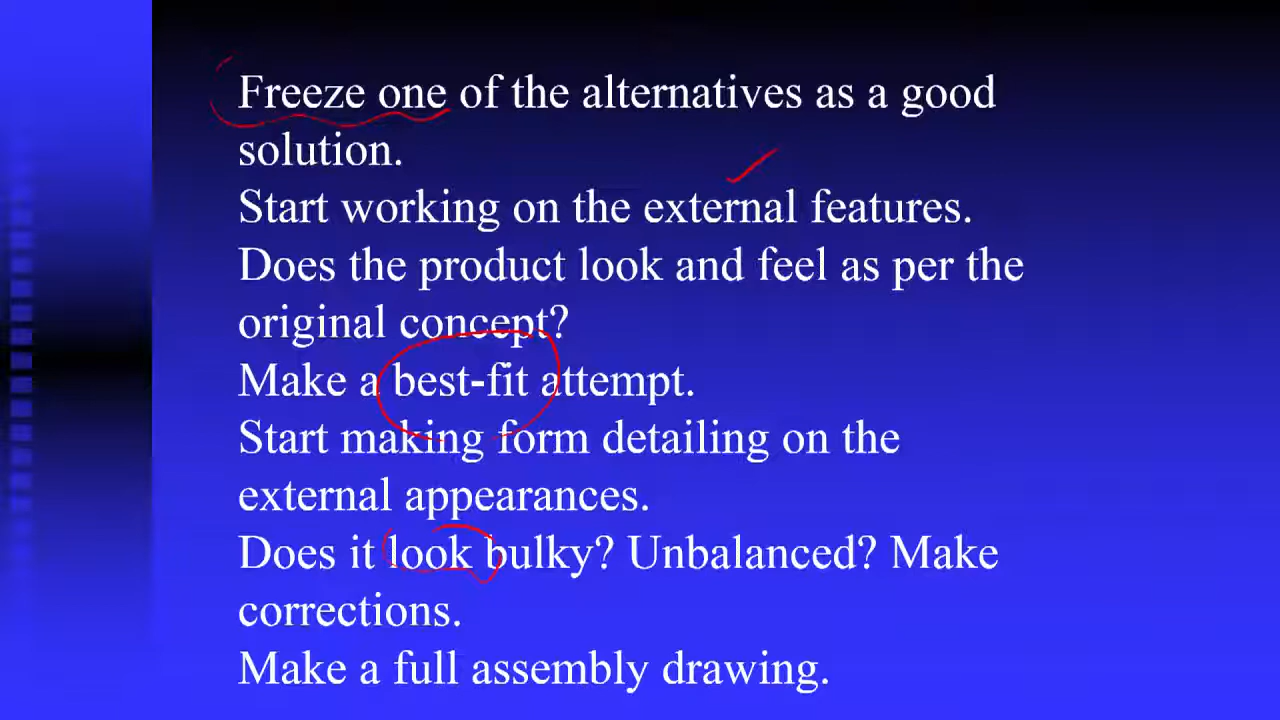 Freeze one of the alternatives as a good
solution.
Start working on the external features.
Does the product look and feel as per the
original concept?
Make a best-fit attempt.
Start making form detailing on the
external appearances.
Does it look bulky? Unbalanced? Make
corrections.
Make a full assembly drawing.